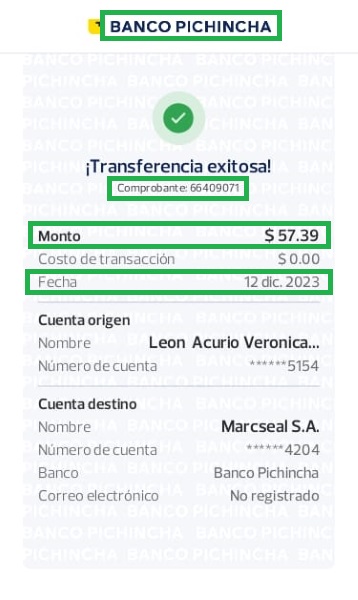 BANCO PICHINCHA
¡Transferencia exitosa!
Comprobante: 66409071
Monto $ 57.39
Costo de transacción $ 0.00
Fecha 12 dic. 2023
Cuenta origen
Nombre Leon Acurio Veronica...
Número de cuenta ******5154
Cuenta destino
Nombre Marcseal S.A.
Número de cuenta ******4204
Banco Banco Pichincha
Correo electrónico No registrado